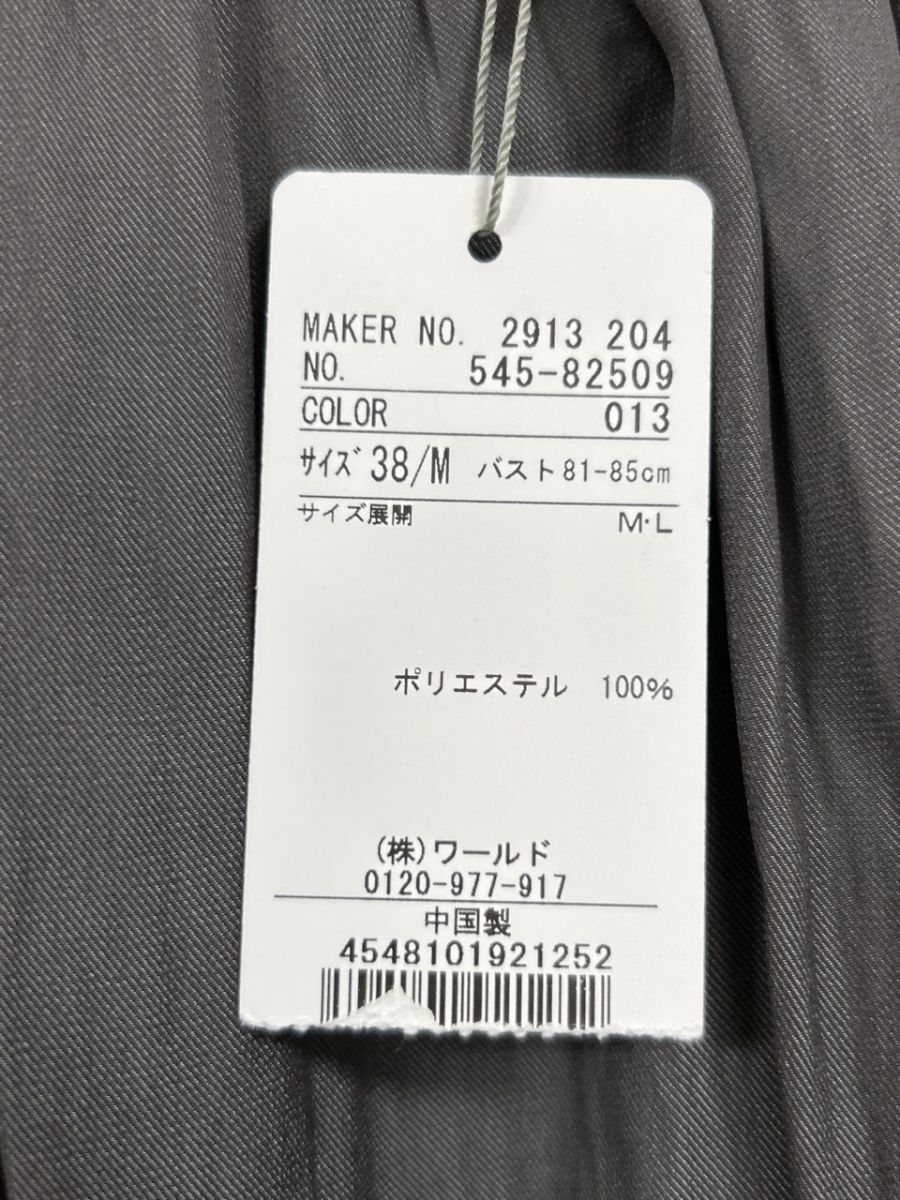 MAKER NO. 2913 204
NO. 545-82509
COLOR 013
ｻｲｽﾞ 38/M バスト81-85cm
サイズ展開 M·L
ポリエステル 100%
(株)ワールド
0120-977-917
中国製
4548101921252